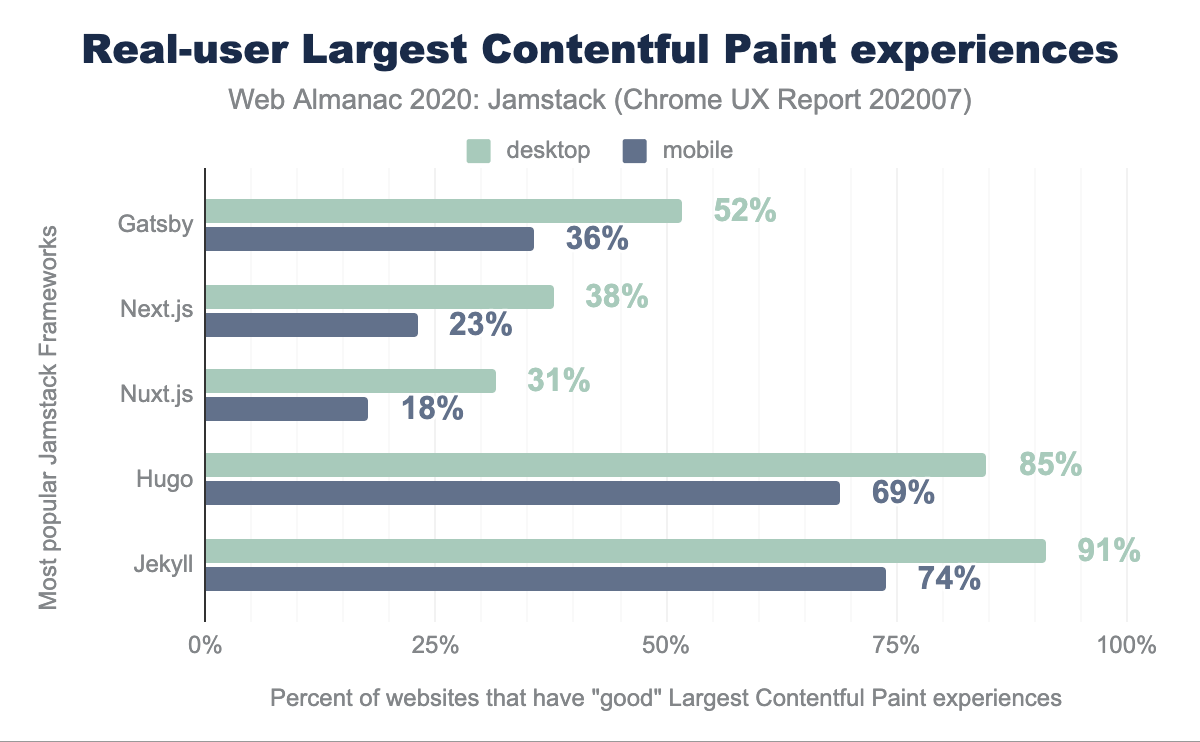 Real-user Largest Contentful Paint experiences
Web Almanac 2020: Jamstack (Chrome UX Report 202007)
desktop mobile
Most popular Jamstack Frameworks
Gatsby
52%
36%
Next.js
38%
23%
Nuxt.js
31%
18%
Hugo
85%
69%
Jekyll
91%
74%
0% 25% 50% 75% 100%
Percent of websites that have "good" Largest Contentful Paint experiences